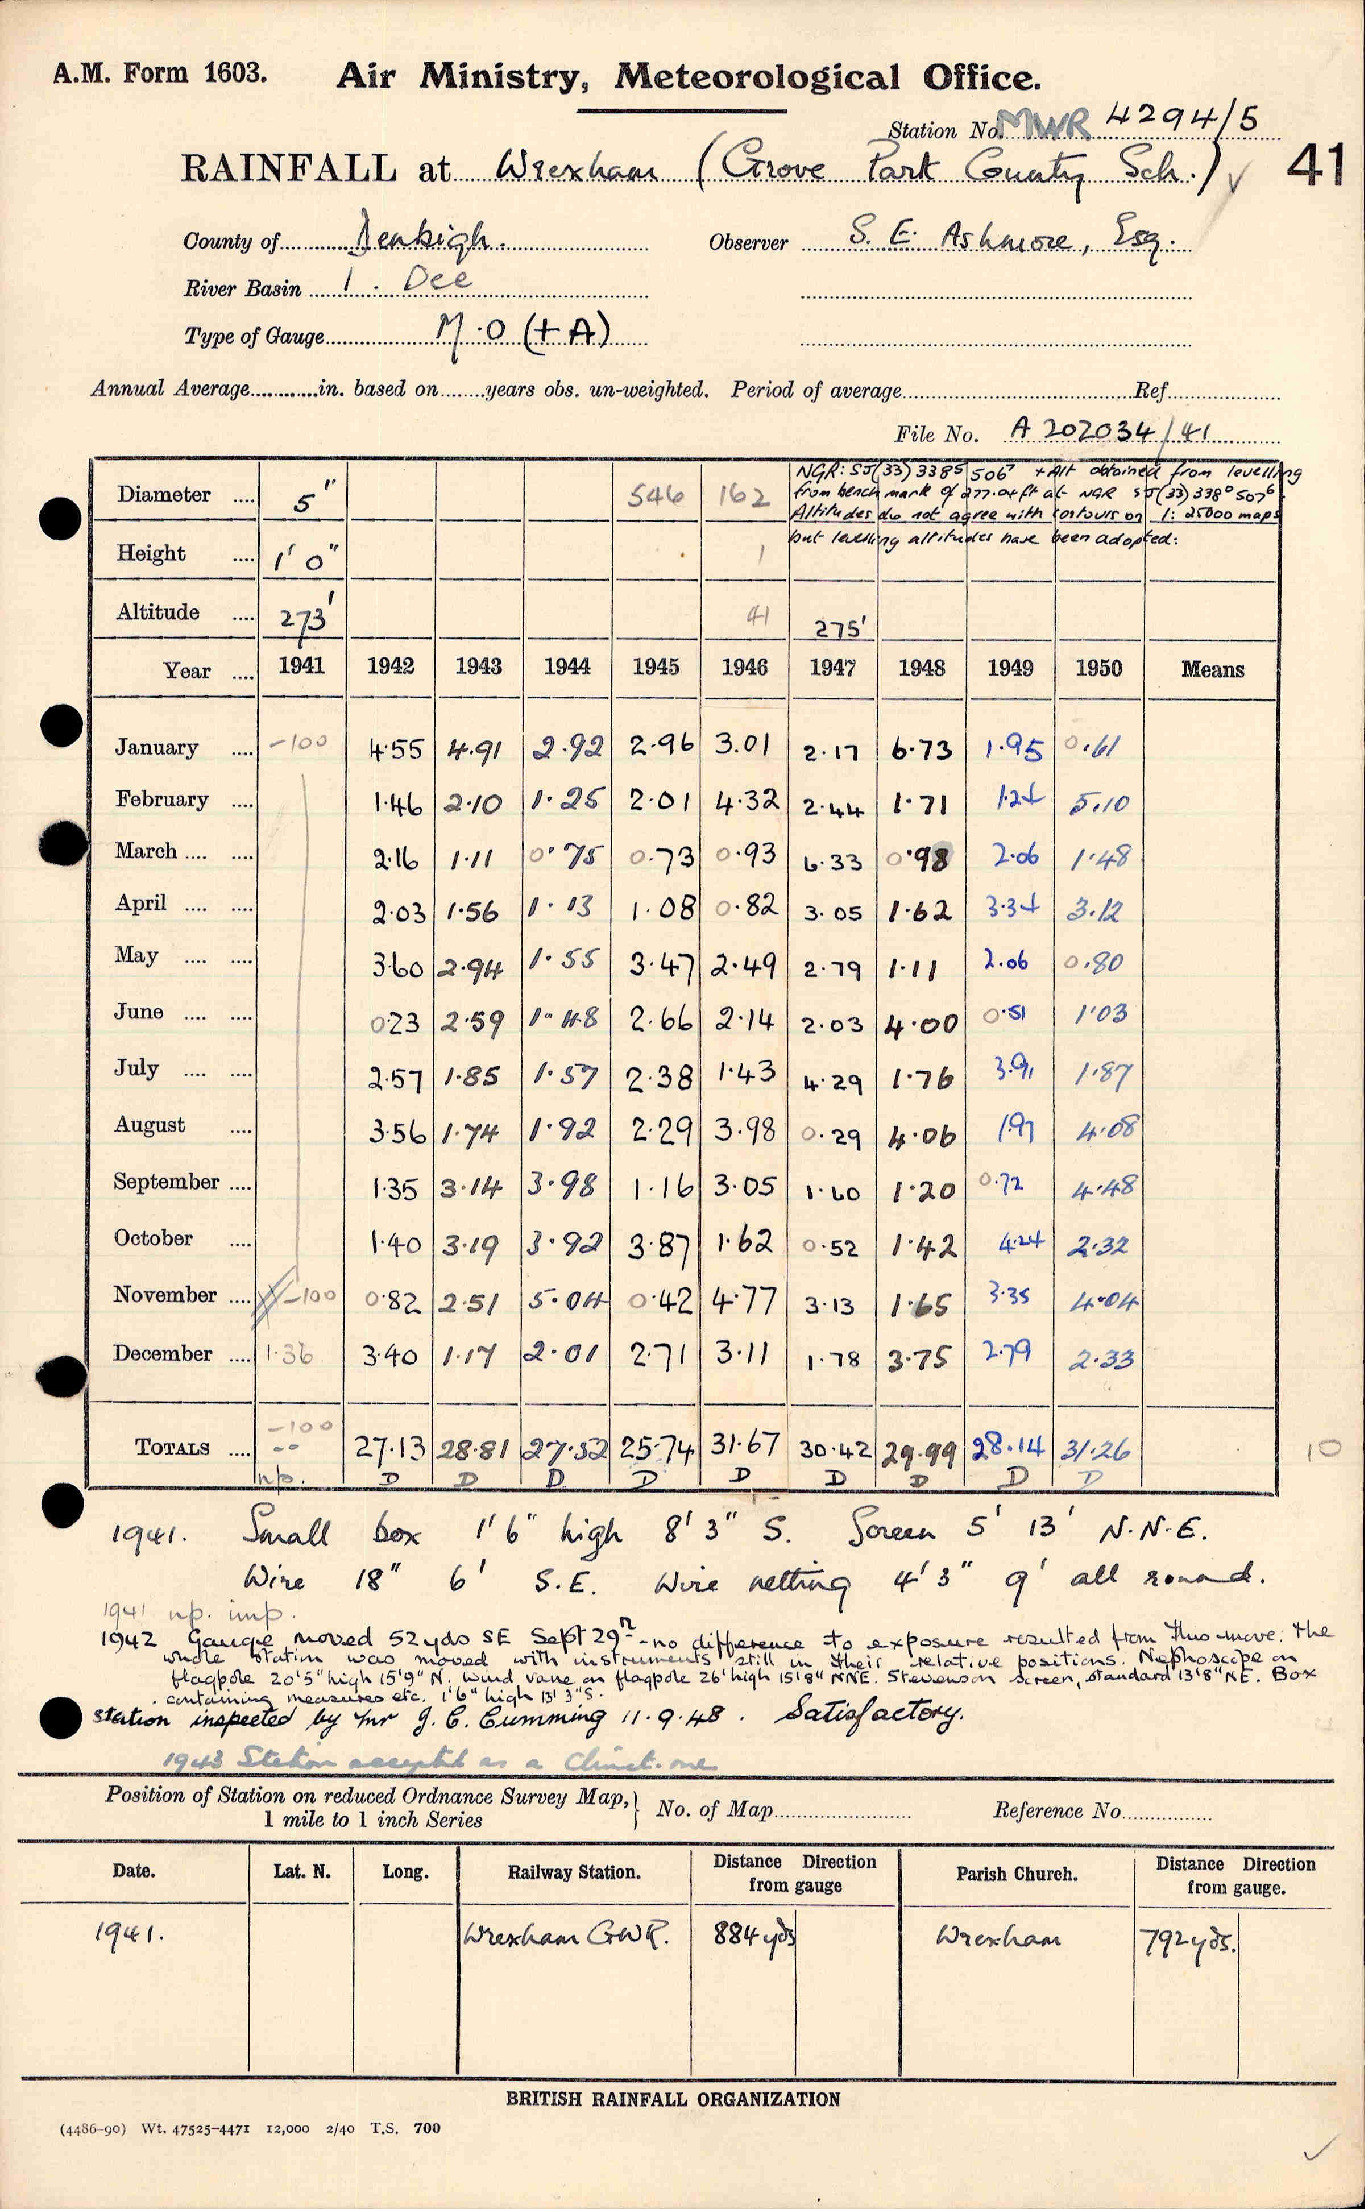 A.M. Form 1603. Air Ministry, Meteorological Office.
Station No. MWR 4294/5
RAINFALL at Wrexham (Grove Park County Sch.) 41
County of Denbigh. Observer S. E. Ashmore, Esq.
River Basin 1. Dee
Type of Gauge M.O (+A)
Annual Average in. based on years obs. un-weighted. Period of average Ref.
File No. A 202034/41
NGR: SJ(33) 3385 5067 +Alt obtained from levelling
from bench mark of 277.04 ft at NGR SJ(33) 3380 5076.
Altitudes do not agree with contours on 1:25000 maps
but levelling altitudes have been adopted:
Diameter 5" 546 162
Height 1' 0" 1
Altitude 273' 41 275'
Year 1941 1942 1943 1944 1945 1946 1947 1948 1949 1950 Means
January -100 4.55 4.91 2.92 2.96 3.01 2.17 6.73 1.95 0.61
February 1.46 2.10 1.25 2.01 4.32 2.44 1.71 1.24 5.10
March 2.16 1.11 0.75 0.73 0.93 6.33 0.98 2.06 1.48
April 2.03 1.56 1.13 1.08 0.82 3.05 1.62 3.34 3.12
May 3.60 2.94 1.55 3.47 2.49 2.79 1.11 2.06 0.80
June 0.23 2.59 1.48 2.66 2.14 2.03 4.00 0.51 1.03
July 2.57 1.85 1.57 2.38 1.43 4.29 1.76 3.91 1.87
August 3.56 1.74 1.92 2.29 3.98 0.29 4.06 1.97 4.08
September 1.35 3.14 3.98 1.16 3.05 1.60 1.20 0.72 4.48
October 1.40 3.19 3.92 3.87 1.62 0.52 1.42 4.24 2.32
November -100 0.82 2.51 5.04 0.42 4.77 3.13 1.65 3.35 4.04
December 1.36 3.40 1.17 2.01 2.71 3.11 1.78 3.75 2.79 2.33
-100
TOTALS -- 27.13 28.81 27.52 25.74 31.67 30.42 29.99 28.14 31.26 10
n.p. D D D D D D D D D
1941. Small box 1' 6" high 8' 3" S. Screen 5' 13' N.N.E.
Wire 18" 6' S.E. Wire netting 4' 3" 9' all round.
1941 n.p. imp.
1942 Gauge moved 52 yds SE Sept 29th - no difference to exposure resulted from this move. The
whole station was moved with instruments still in their relative positions. Nephoscope on
flagpole 20'5" high 15'9" N, Wind vane on flagpole 26' high 15'8" NNE. Stevenson Screen, standard 13'8" NE. Box
containing measures etc. 1'6" high 13' 3" S.
Station inspected by Mr J. C. Cumming 11.9.48. Satisfactory.
1943 Station accepted as a Climat. one
Position of Station on reduced Ordnance Survey Map, 1 mile to 1 inch Series } No. of Map Reference No.
Date. Lat. N. Long. Railway Station. Distance Direction from gauge Parish Church. Distance Direction from gauge.
1941. Wrexham GWR. 884 yds Wrexham 792 yds.
BRITISH RAINFALL ORGANIZATION
(4486-90) Wt. 47525-4471 12,000 2/40 T.S. 700